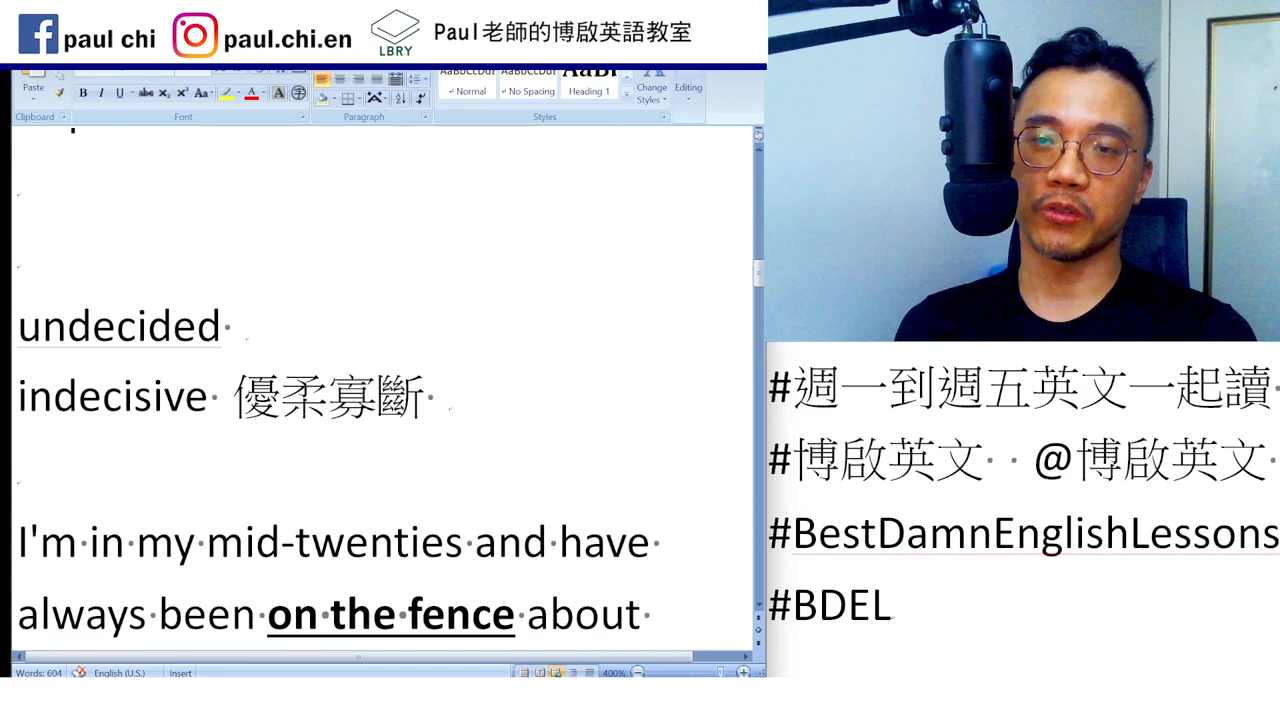 paul chi
paul.chi.en
LBRY
Paul老師的博啟英語教室
Paste
Clipboard
Font
Paragraph
Normal
No Spacing
Heading 1
Change Styles
Styles
Editing
undecided
indecisive 優柔寡斷
I'm in my mid-twenties and have
always been on the fence about
Words: 604
English (U.S.)
Insert
400%
#週一到週五英文一起讀
#博啟英文 @博啟英文
#BestDamnEnglishLessons
#BDEL